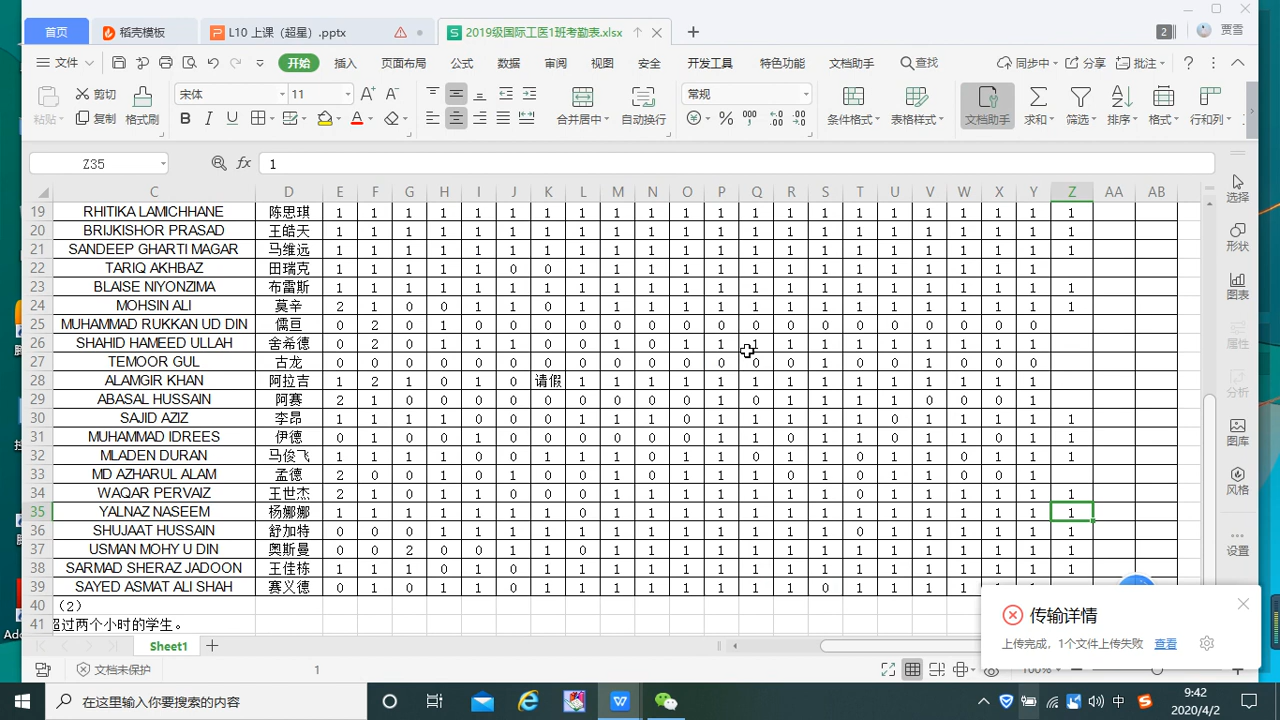 首页 稻壳模板 L10 上课（超星）.pptx 2019级国际工医1班考勤表.xlsx 2 贾雪
文件 开始 插入 页面布局 公式 数据 审阅 视图 安全 开发工具 特色功能 文档助手 查找 同步中 分享 批注
粘贴 剪切 复制 格式刷 宋体 11 合并居中 自动换行 常规 条件格式 表格样式 文档助手 求和 筛选 排序 格式 行和列
Z35 fx 1
C D E F G H I J K L M N O P Q R S T U V W X Y Z AA AB
19 RHITIKA LAMICHHANE 陈思琪 1 1 1 1 1 1 1 1 1 1 1 1 1 1 1 1 1 1 1 1 1 1
20 BRIJKISHOR PRASAD 王皓天 1 1 1 1 1 1 1 1 1 1 1 1 1 1 1 1 1 1 1 1 1 1
21 SANDEEP GHARTI MAGAR 马维远 1 1 1 1 1 1 1 1 1 1 1 1 1 1 1 1 1 1 1 1 1 1
22 TARIQ AKHBAZ 田瑞克 1 1 1 1 1 0 0 1 1 1 1 1 1 1 1 1 1 1 1 1 1
23 BLAISE NIYONZIMA 布雷斯 1 1 1 1 1 1 1 1 1 1 1 1 1 1 1 1 1 1 1 1 1 1
24 MOHSIN ALI 莫辛 2 1 0 0 1 1 0 1 1 1 1 1 1 1 1 1 1 1 1 1 1 1
25 MUHAMMAD RUKKAN UD DIN 儒亘 0 2 0 1 0 0 0 0 0 0 0 0 0 0 0 0 0 0 0 0 0
26 SHAHID HAMEED ULLAH 舍希德 0 2 0 1 1 1 0 0 1 0 1 1 1 1 1 1 1 1 1 1 1
27 TEMOOR GUL 古龙 0 0 0 0 0 0 0 0 0 0 0 0 0 0 1 0 0 1 0 0 0
28 ALAMGIR KHAN 阿拉吉 1 2 1 0 1 0 请假 1 1 1 1 1 1 1 1 1 1 1 1 1 1
29 ABASAL HUSSAIN 阿赛 2 1 0 0 0 0 0 0 0 0 0 1 0 1 1 1 1 0 0 0 1
30 SAJID AZIZ 李昂 1 1 1 1 0 0 0 1 1 1 0 1 1 1 1 1 0 1 1 1 1 1
31 MUHAMMAD IDREES 伊德 0 1 0 0 1 0 0 0 0 0 0 1 1 0 1 1 0 1 1 0 1 1
32 MLADEN DURAN 马俊飞 1 1 1 1 0 0 0 1 1 0 1 1 0 1 1 0 1 1 1 1 1 1
33 MD AZHARUL ALAM 孟德 2 0 0 1 0 1 0 0 1 0 1 1 1 0 1 0 1 1 0 0 1
34 WAQAR PERVAIZ 王世杰 2 1 0 1 1 0 0 0 1 1 1 1 1 1 1 0 1 1 1 1 1 1
35 YALNAZ NASEEM 杨娜娜 1 1 1 1 1 1 1 0 1 1 1 1 1 1 1 1 1 1 1 1 1 1
36 SHUJAAT HUSSAIN 舒加特 0 0 0 1 1 1 1 1 1 1 1 1 1 1 1 0 1 1 1 1 1 1
37 USMAN MOHY U DIN 奥斯曼 0 0 2 0 0 1 1 0 1 1 1 1 1 1 1 1 1 1 1 1 1 1
38 SARMAD SHERAZ JADOON 王佳栋 1 1 1 0 1 0 1 1 1 1 1 1 1 1 1 1 1 1 1 1 1
39 SAYED ASMAT ALI SHAH 赛义德 0 1 0 1 1 0 1 1 1 1 1 1 1 1 0 1 1 1 1
40 （2）
41 超过两个小时的学生。
选择
形状
图表
属性
分析
图库
风格
设置
传输详情
上传完成，1个文件上传失败 查看
Sheet1
文档未保护 1 100%
在这里输入你要搜索的内容 中 9:42
2020/4/2